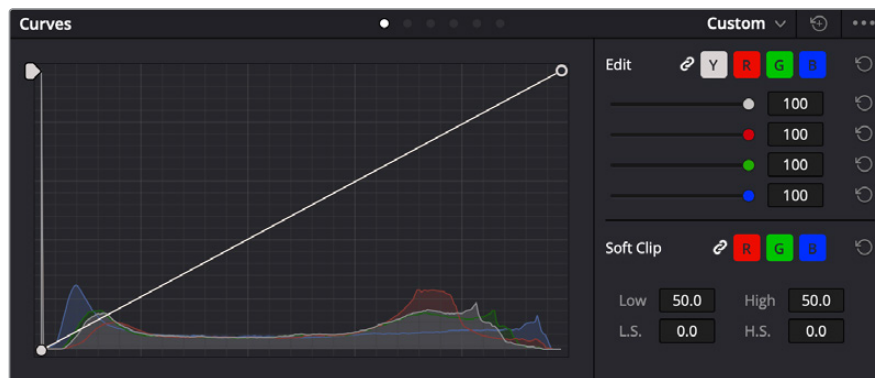 Curves Custom
Edit Y R G B
100
100
100
100
Soft Clip R G B
Low 50.0 High 50.0
L.S. 0.0 H.S. 0.0